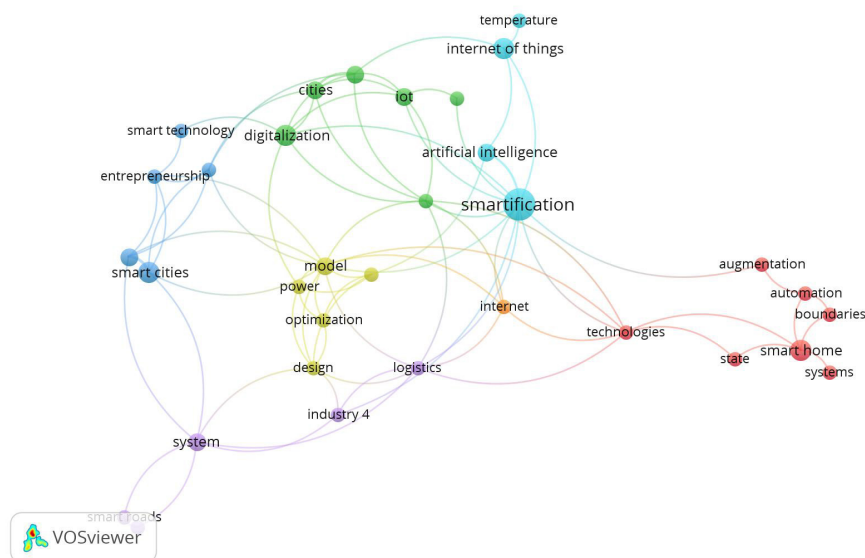 temperature
internet of things
cities
iot
smart technology
digitalization
artificial intelligence
entrepreneurship
smartification
smart cities
model
augmentation
power
automation
internet
boundaries
optimization
technologies
smart home
state
systems
design
logistics
industry 4
system
smart roads
VOSviewer